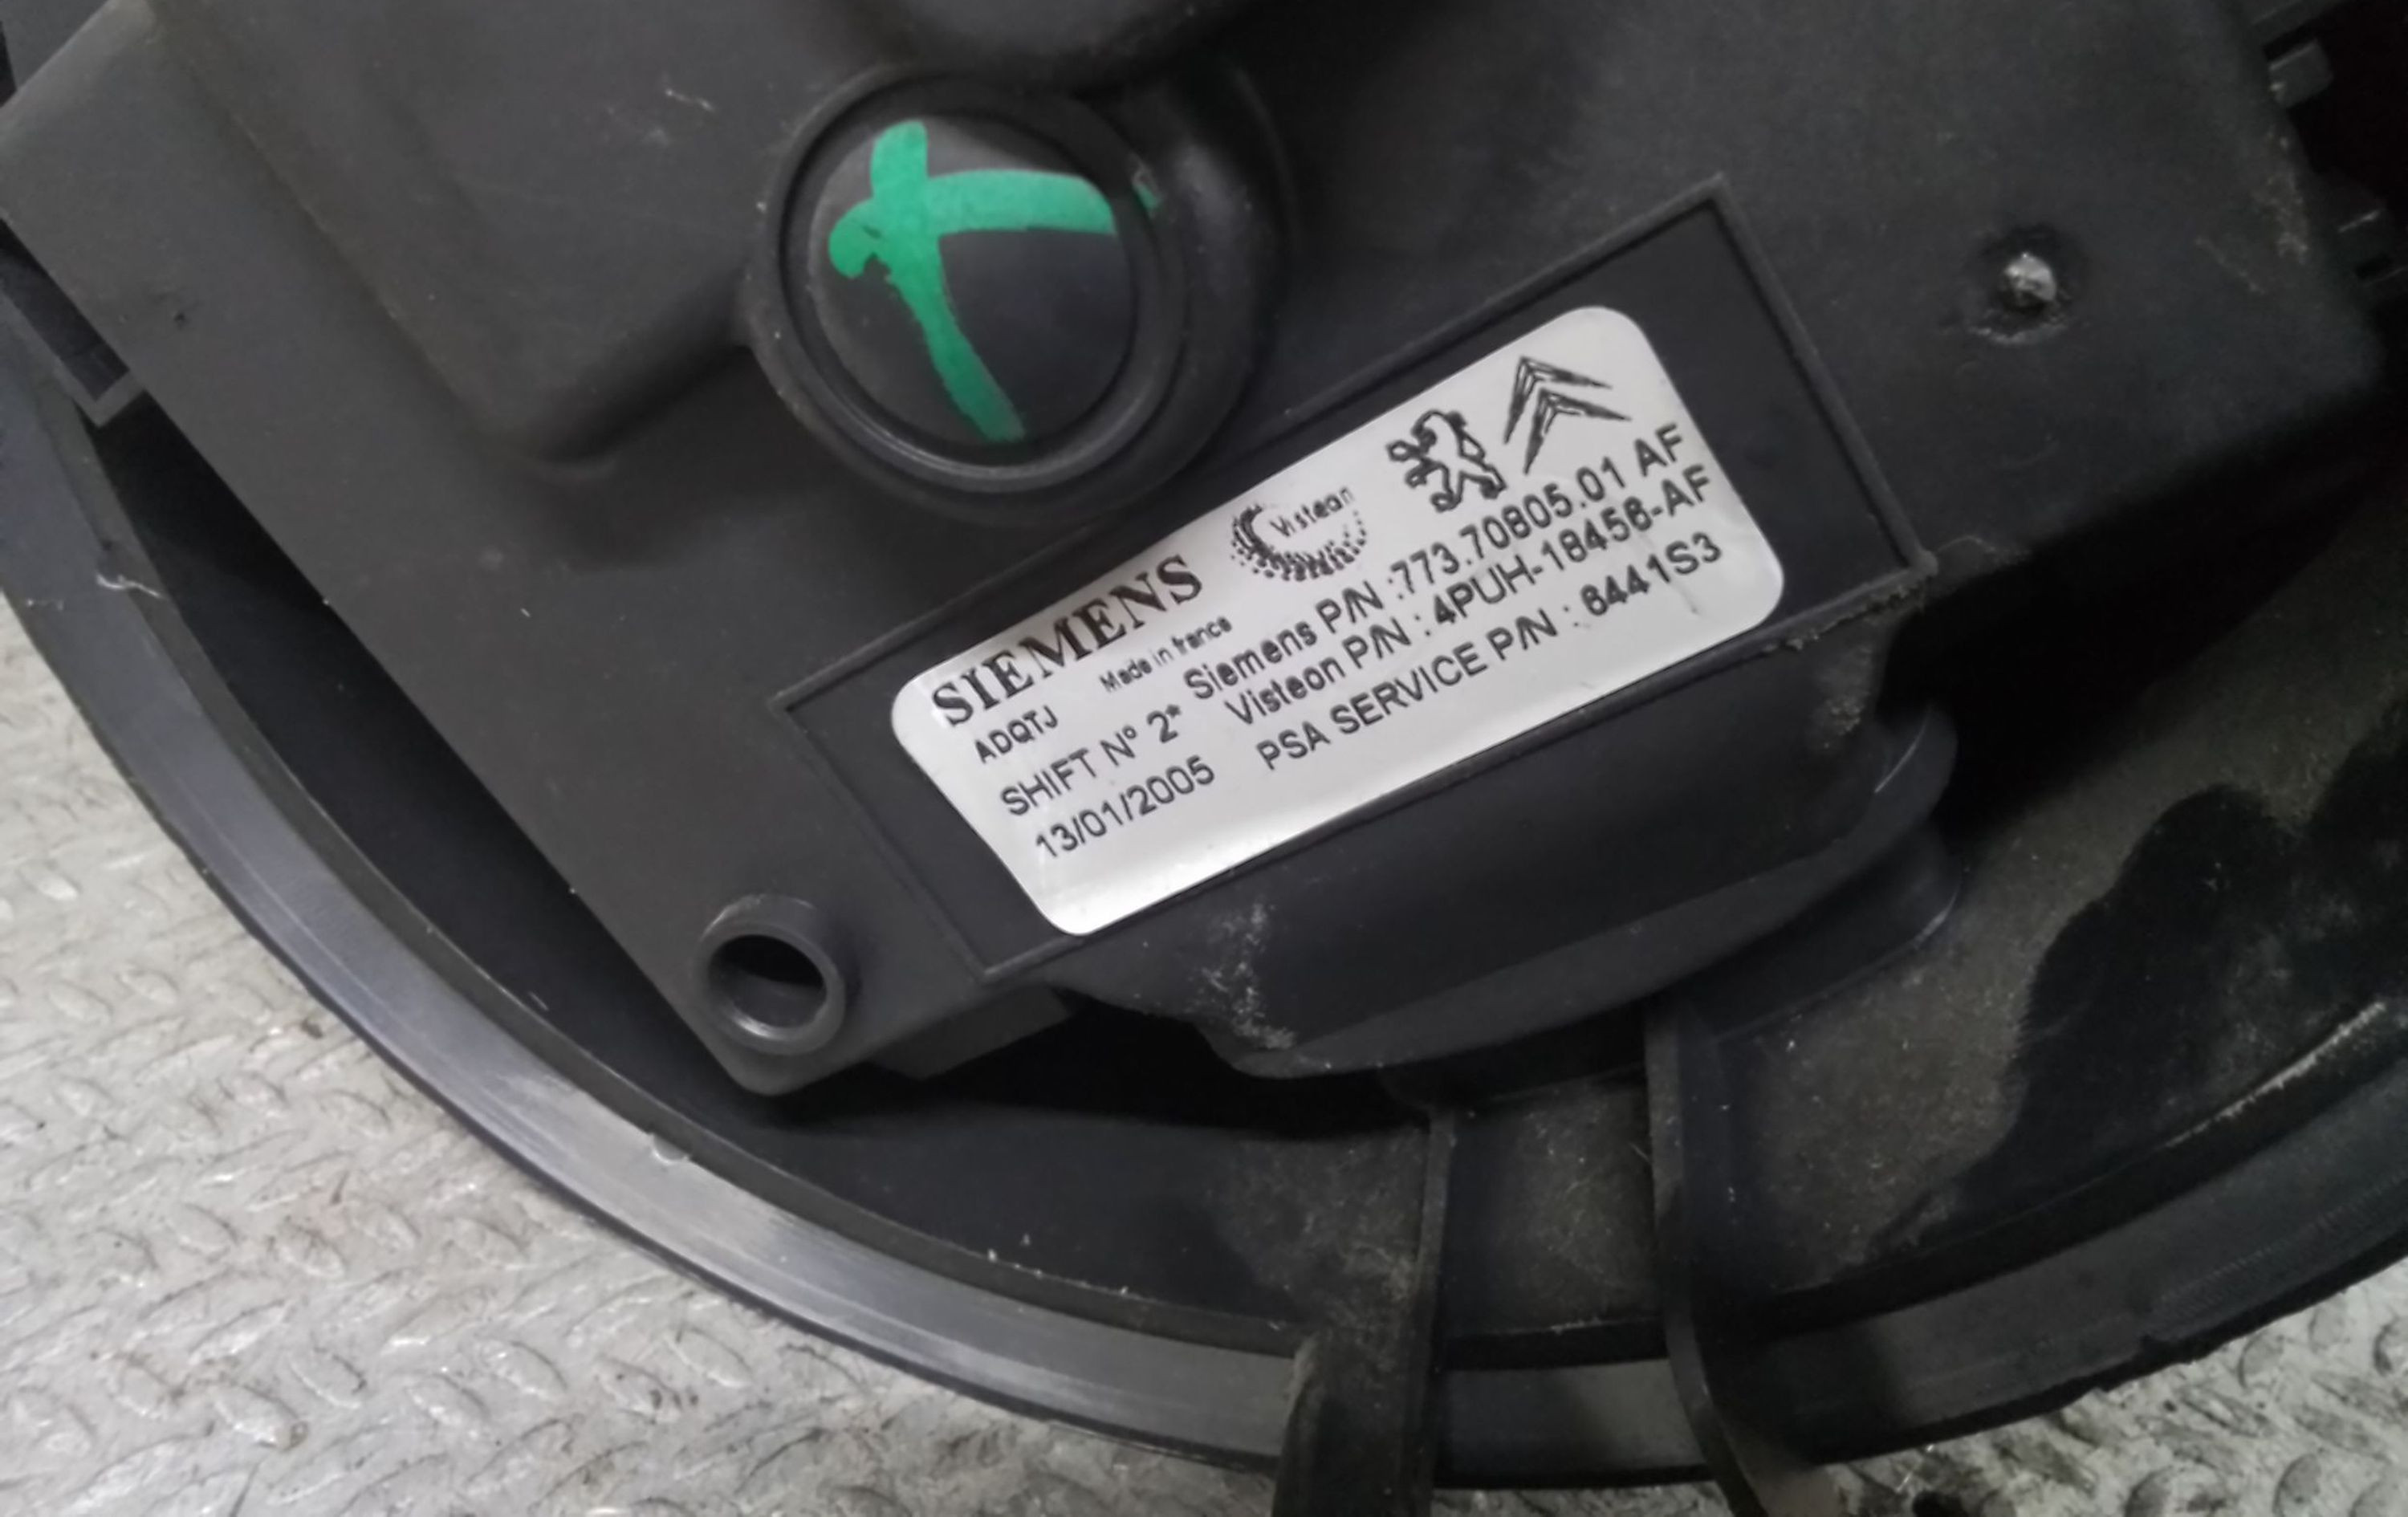 SIEMENS
Visteon
ADQTJ
Made in france
SHIFT N° 2* Siemens P/N :773.70805.01 AF
Visteon P/N : 4PUH-18456-AF
13/01/2005 PSA SERVICE P/N : 6441S3